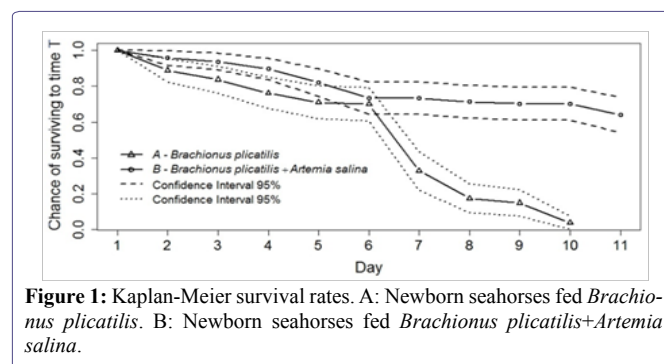 Chance of surviving to time T
1.0
0.8
0.6
0.4
0.2
0.0
A - Brachionus plicatilis
B - Brachionus plicatilis + Artemia salina
Confidence Interval 95%
Confidence Interval 95%
1 2 3 4 5 6 7 8 9 10 11
Day
Figure 1: Kaplan-Meier survival rates. A: Newborn seahorses fed Brachio-
nus plicatilis. B: Newborn seahorses fed Brachionus plicatilis+Artemia
salina.